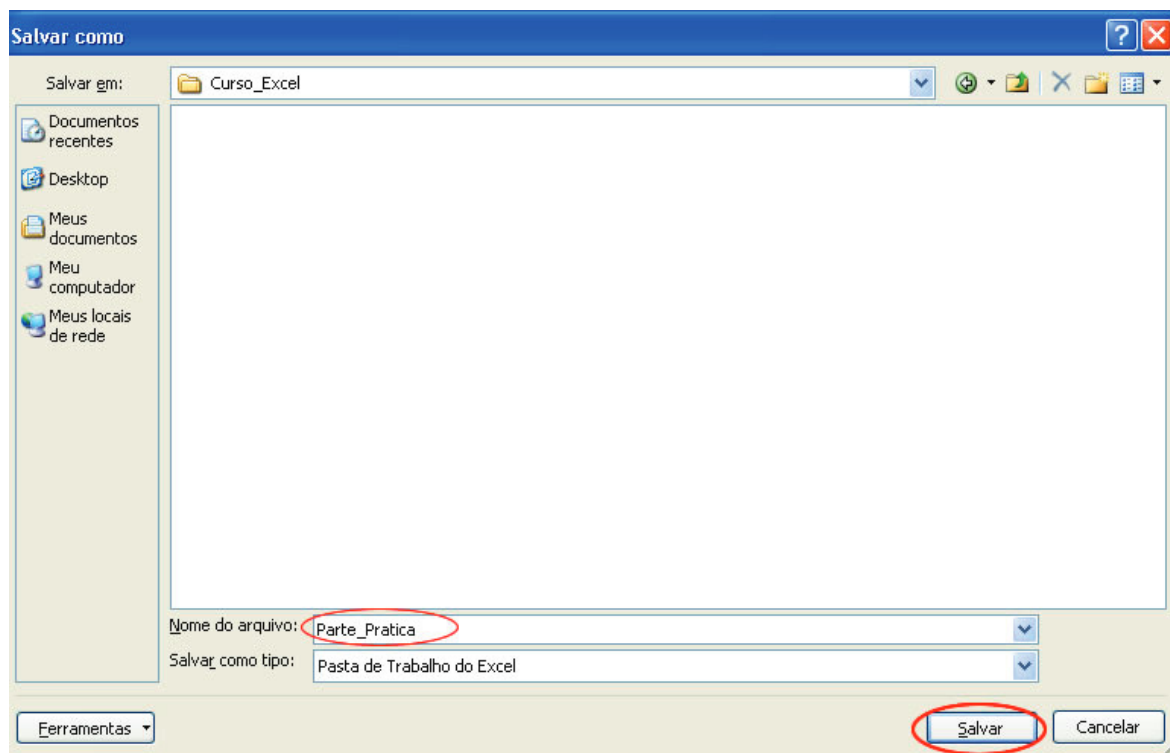 Salvar como
Salvar em:
Curso_Excel
Documentos
recentes
Desktop
Meus
documentos
Meu
computador
Meus locais
de rede
Nome do arquivo:
Parte_Pratica
Salvar como tipo:
Pasta de Trabalho do Excel
Ferramentas
Salvar
Cancelar